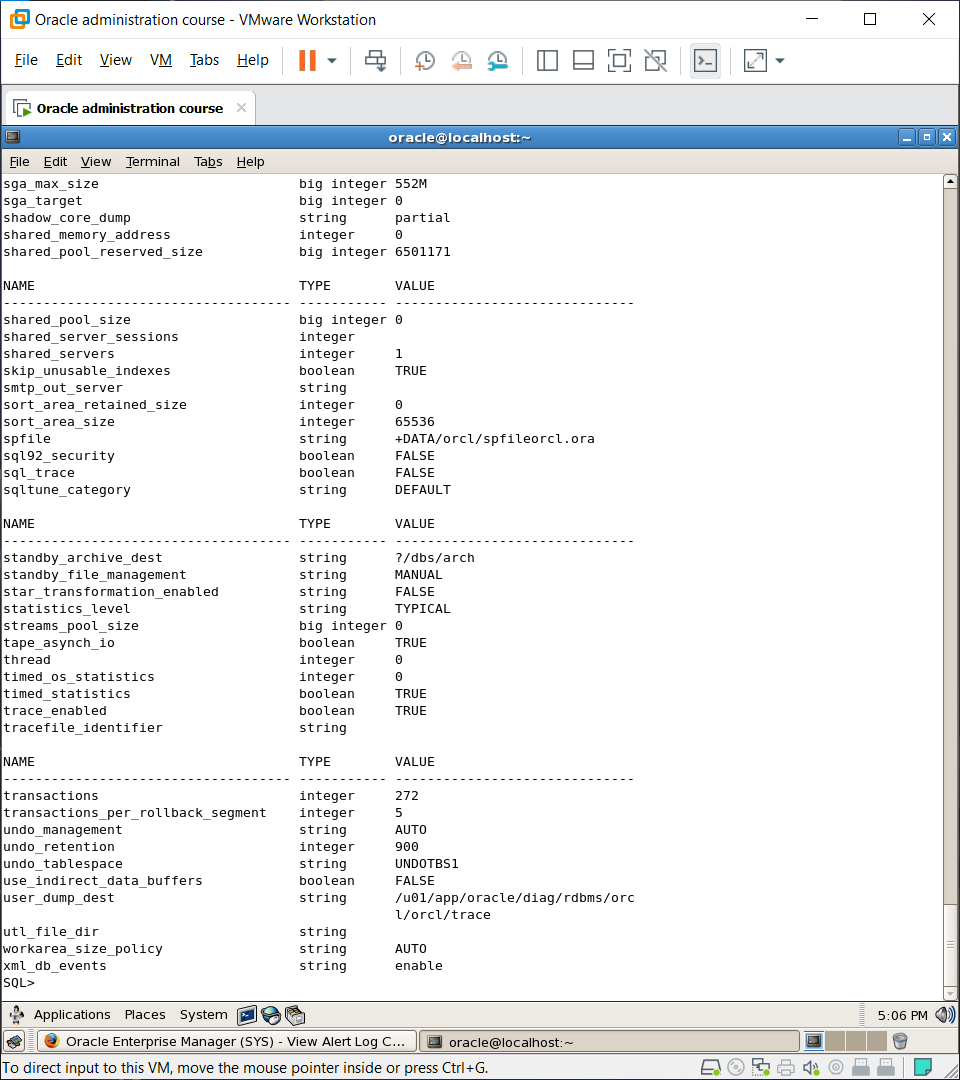 Oracle administration course - VMware Workstation
File Edit View VM Tabs Help
Oracle administration course
oracle@localhost:~
File Edit View Terminal Tabs Help
sga_max_size                         big integer 552M
sga_target                           big integer 0
shadow_core_dump                     string      partial
shared_memory_address                integer     0
shared_pool_reserved_size            big integer 6501171
NAME                                 TYPE        VALUE
------------------------------------ ----------- ------------------------------
shared_pool_size                     big integer 0
shared_server_sessions               integer
shared_servers                       integer     1
skip_unusable_indexes                boolean     TRUE
smtp_out_server                      string
sort_area_retained_size              integer     0
sort_area_size                       integer     65536
spfile                               string      +DATA/orcl/spfileorcl.ora
sql92_security                       boolean     FALSE
sql_trace                            boolean     FALSE
sqltune_category                     string      DEFAULT
NAME                                 TYPE        VALUE
------------------------------------ ----------- ------------------------------
standby_archive_dest                 string      ?/dbs/arch
standby_file_management              string      MANUAL
star_transformation_enabled          string      FALSE
statistics_level                     string      TYPICAL
streams_pool_size                    big integer 0
tape_asynch_io                       boolean     TRUE
thread                               integer     0
timed_os_statistics                  integer     0
timed_statistics                     boolean     TRUE
trace_enabled                        boolean     TRUE
tracefile_identifier                 string
NAME                                 TYPE        VALUE
------------------------------------ ----------- ------------------------------
transactions                         integer     272
transactions_per_rollback_segment    integer     5
undo_management                      string      AUTO
undo_retention                       integer     900
undo_tablespace                      string      UNDOTBS1
use_indirect_data_buffers            boolean     FALSE
user_dump_dest                       string      /u01/app/oracle/diag/rdbms/orc
                                                 l/orcl/trace
utl_file_dir                         string
workarea_size_policy                 string      AUTO
xml_db_events                        string      enable
SQL>
Applications Places System 5:06 PM
Oracle Enterprise Manager (SYS) - View Alert Log C... oracle@localhost:~
To direct input to this VM, move the mouse pointer inside or press Ctrl+G.